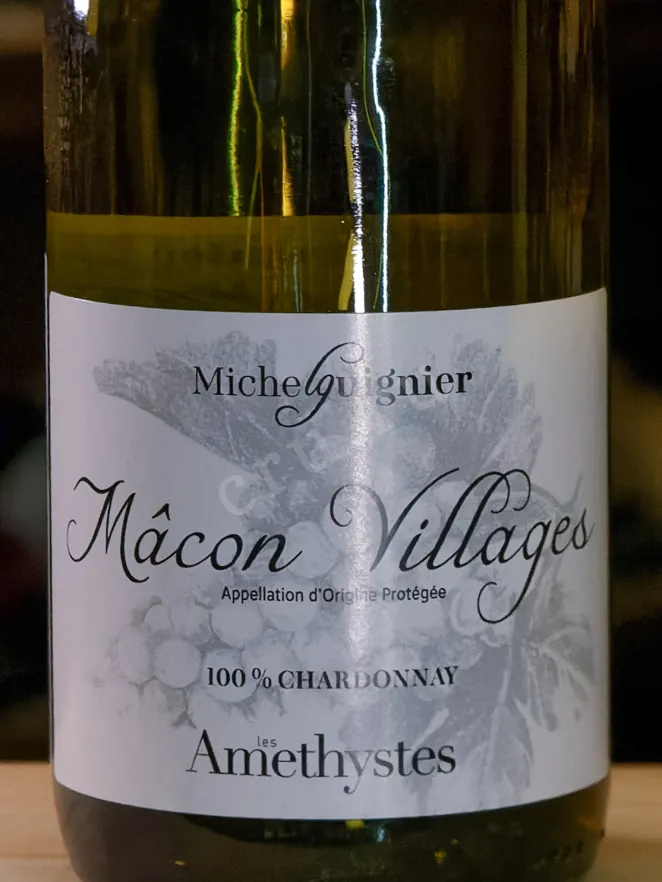 Michel Guignier
Mâcon Villages
Appellation d'Origine Protégée
100 % CHARDONNAY
les
Amethystes